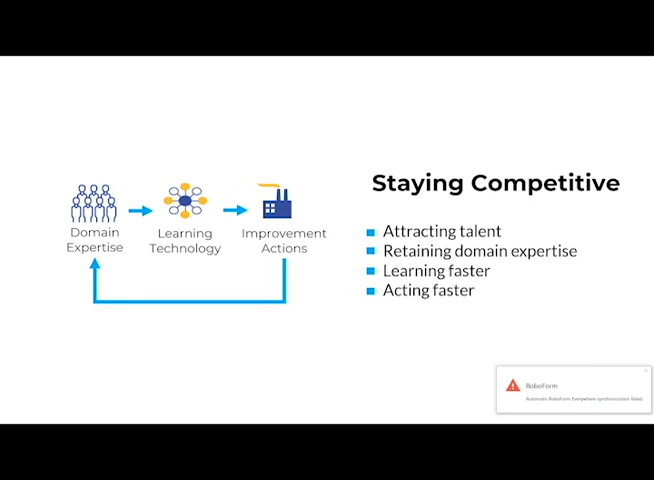 Staying Competitive
Domain
Expertise
Learning
Technology
Improvement
Actions
Attracting talent
Retaining domain expertise
Learning faster
Acting faster
RoboForm
Automatic RoboForm Everywhere synchronization failed.